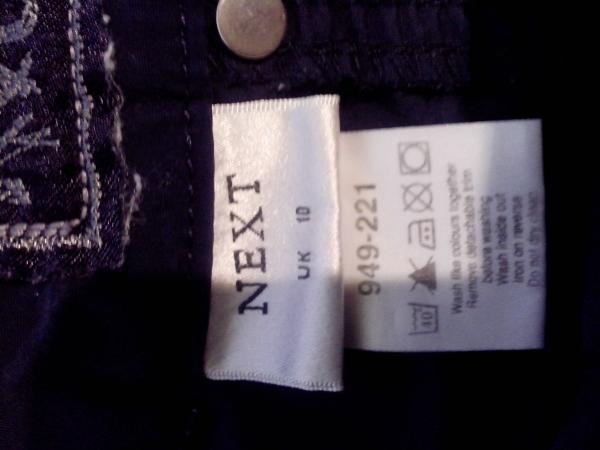 NEXT
UK 10
949-221
40
Wash like colours together
Remove detachable trim
before washing
Wash inside out
Iron on reverse
Do not dry clean